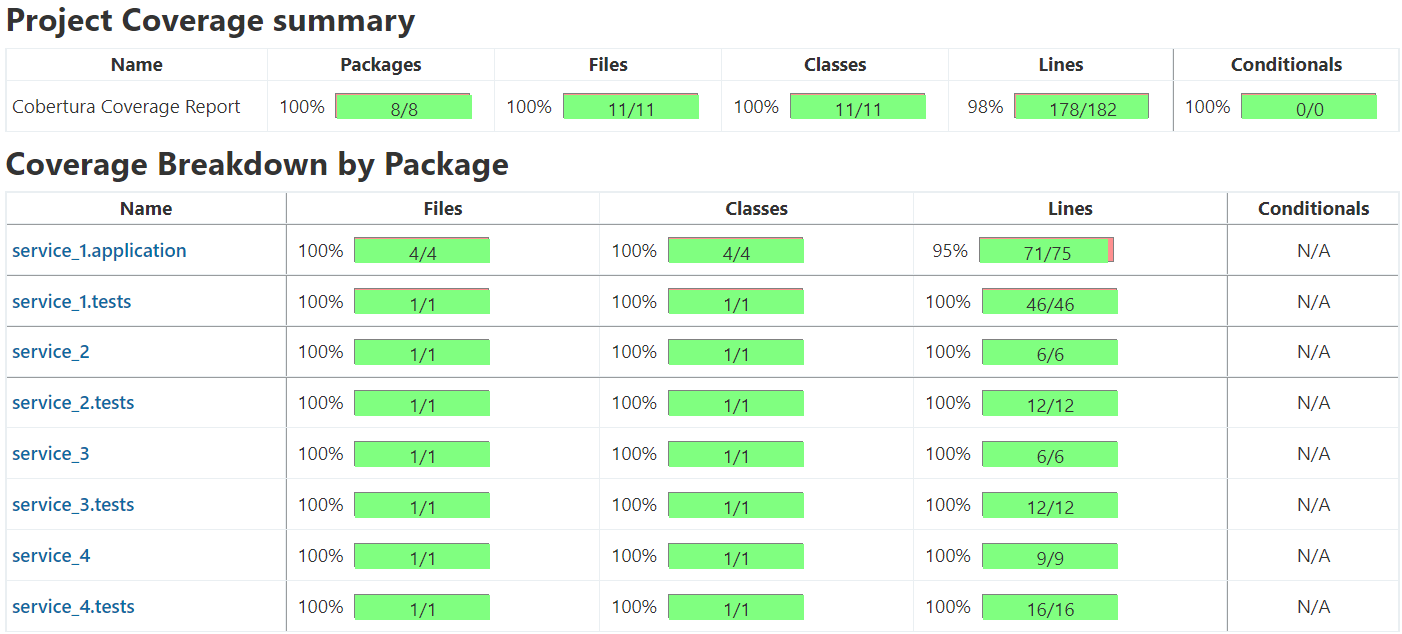 Project Coverage summary
Name Packages Files Classes Lines Conditionals
Cobertura Coverage Report 100% 8/8 100% 11/11 100% 11/11 98% 178/182 100% 0/0
Coverage Breakdown by Package
Name Files Classes Lines Conditionals
service_1.application 100% 4/4 100% 4/4 95% 71/75 N/A
service_1.tests 100% 1/1 100% 1/1 100% 46/46 N/A
service_2 100% 1/1 100% 1/1 100% 6/6 N/A
service_2.tests 100% 1/1 100% 1/1 100% 12/12 N/A
service_3 100% 1/1 100% 1/1 100% 6/6 N/A
service_3.tests 100% 1/1 100% 1/1 100% 12/12 N/A
service_4 100% 1/1 100% 1/1 100% 9/9 N/A
service_4.tests 100% 1/1 100% 1/1 100% 16/16 N/A